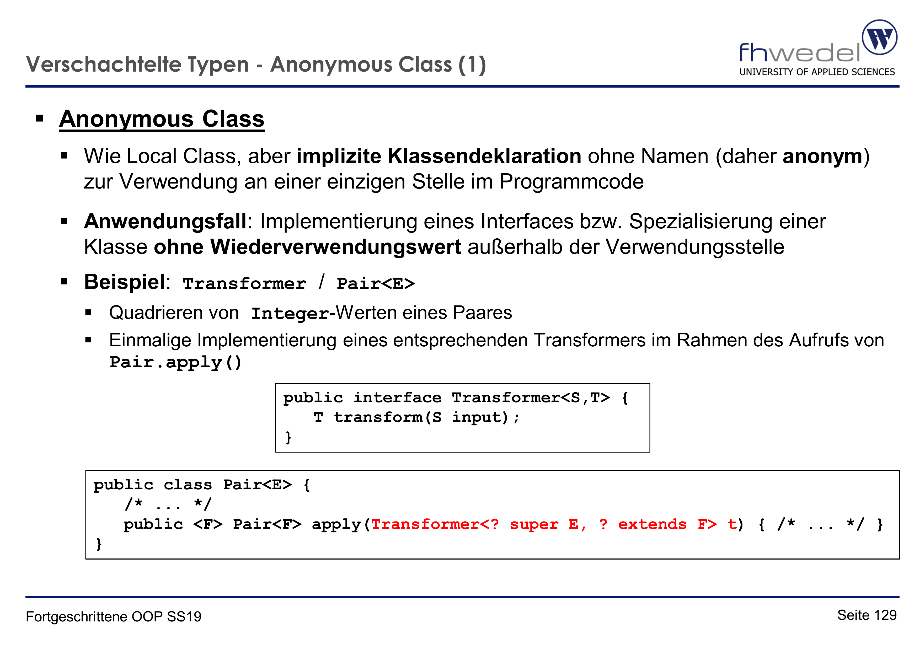 Verschachtelte Typen - Anonymous Class (1)
fhwedel
W
UNIVERSITY OF APPLIED SCIENCES
▪ Anonymous Class
▪ Wie Local Class, aber implizite Klassendeklaration ohne Namen (daher anonym)
zur Verwendung an einer einzigen Stelle im Programmcode
▪ Anwendungsfall: Implementierung eines Interfaces bzw. Spezialisierung einer
Klasse ohne Wiederverwendungswert außerhalb der Verwendungsstelle
▪ Beispiel: Transformer / Pair<E>
▪ Quadrieren von Integer-Werten eines Paares
▪ Einmalige Implementierung eines entsprechenden Transformers im Rahmen des Aufrufs von
Pair.apply()
public interface Transformer<S,T> {
T transform(S input);
}
public class Pair<E> {
/* ... */
public <F> Pair<F> apply(Transformer<? super E, ? extends F> t) { /* ... */ }
}
Fortgeschrittene OOP SS19
Seite 129